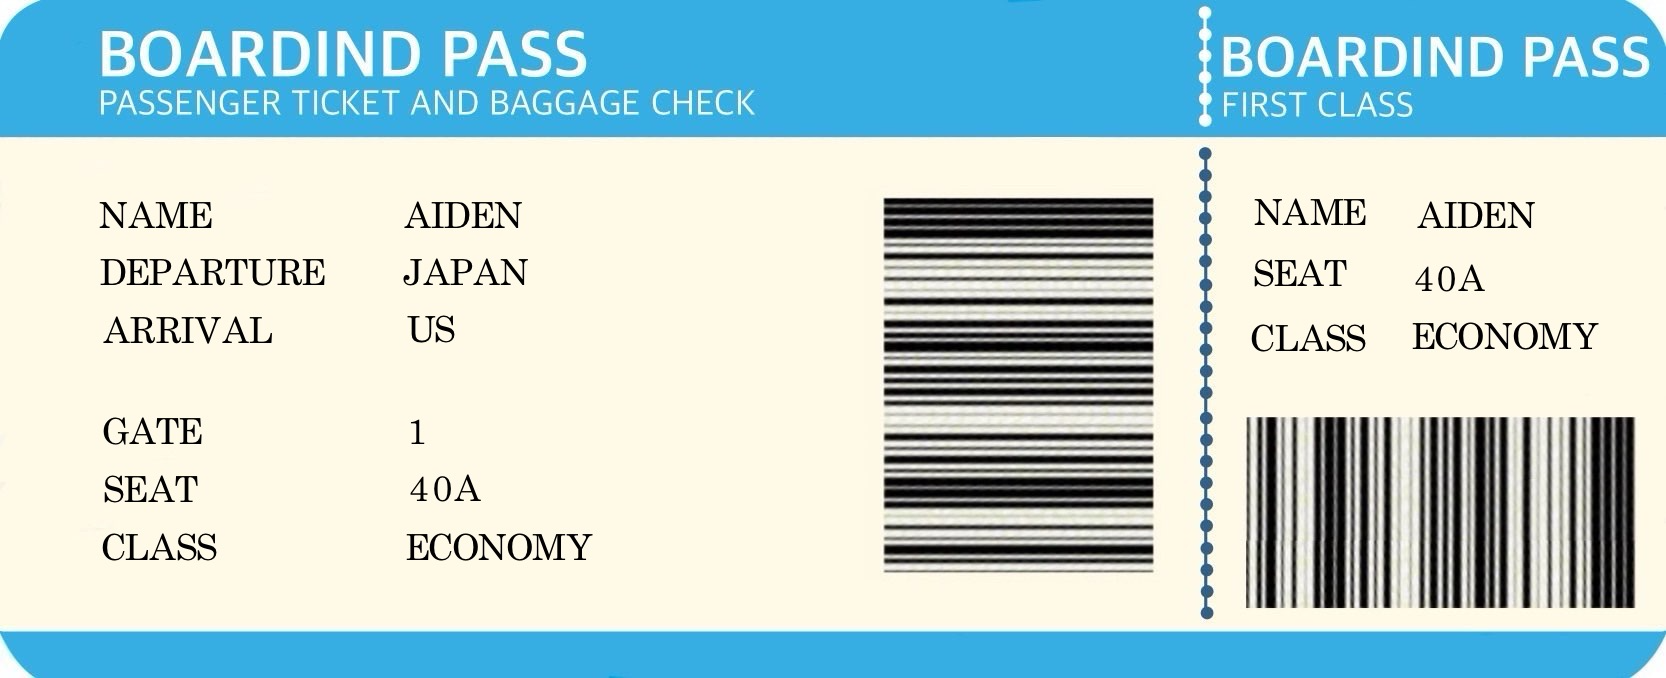 BOARDIND PASS
PASSENGER TICKET AND BAGGAGE CHECK
NAME AIDEN
DEPARTURE JAPAN
ARRIVAL US
GATE 1
SEAT 40A
CLASS ECONOMY
BOARDIND PASS
FIRST CLASS
NAME AIDEN
SEAT 40A
CLASS ECONOMY